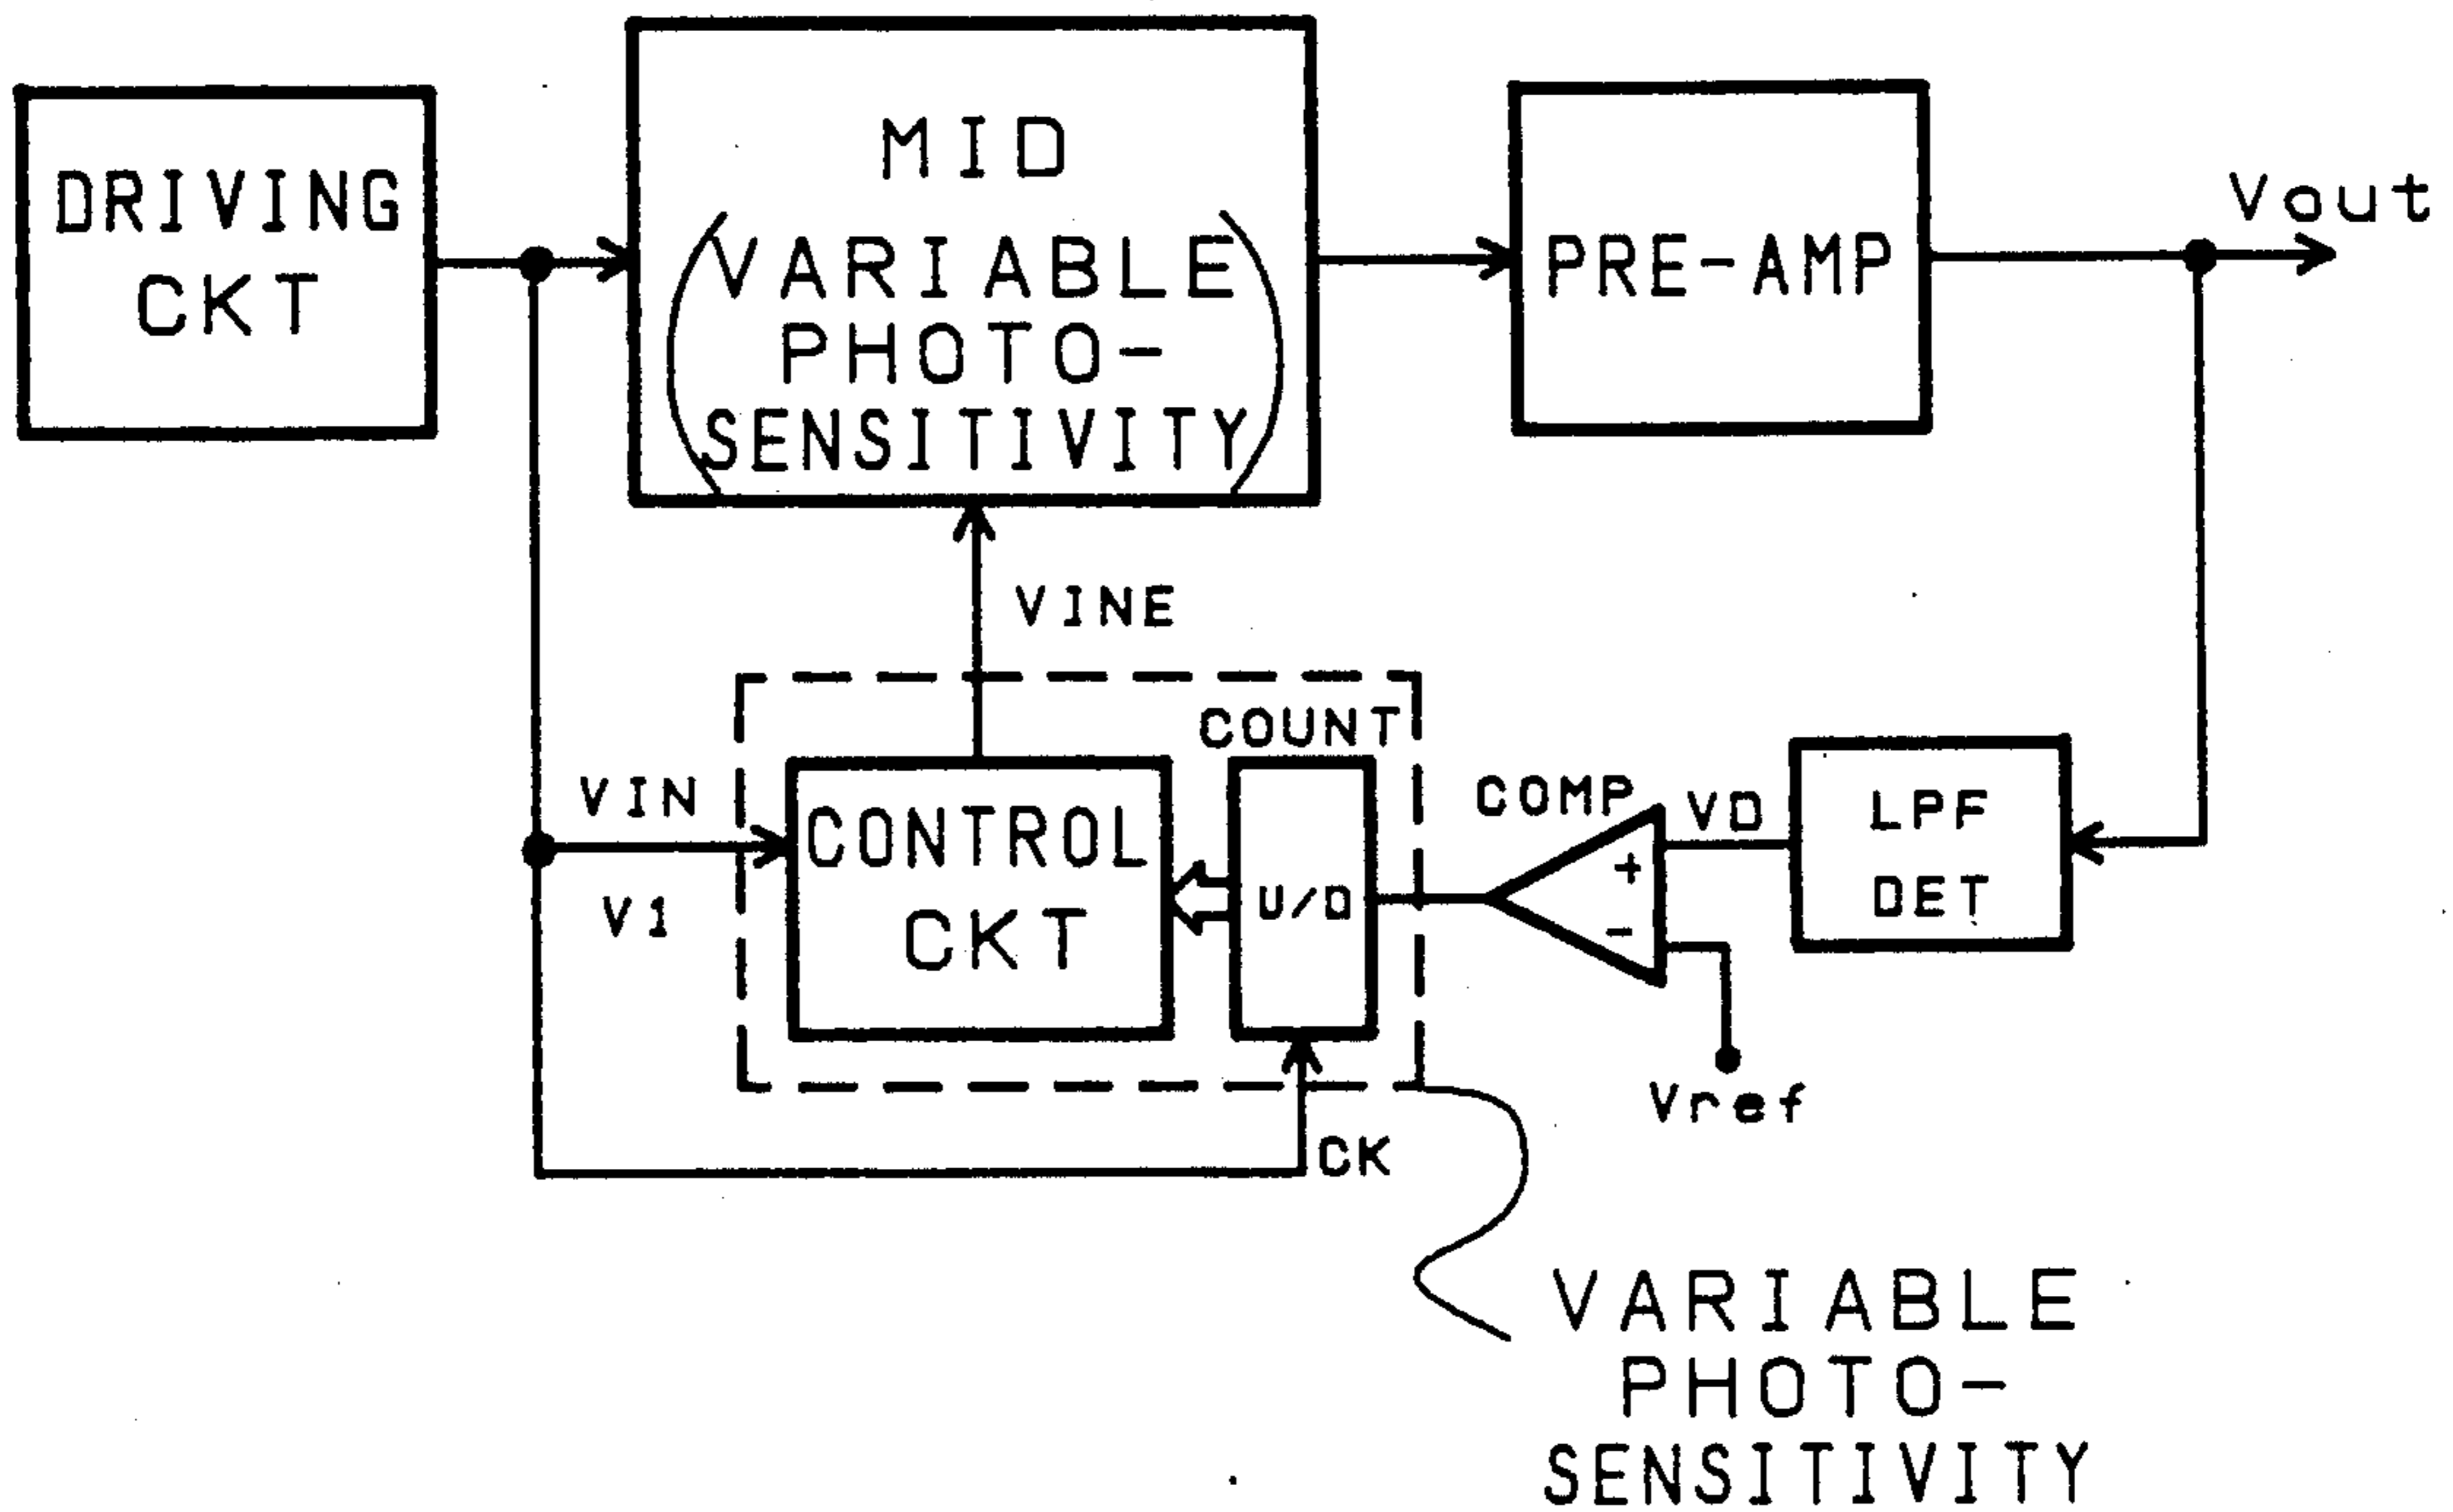 DRIVING
CKT
MID
(VARIABLE
PHOTO-
SENSITIVITY)
PRE-AMP
Vout
VINE
COUNT
VIN
V1
CONTROL
CKT
U/D
COMP
+
-
VD
LPF
DET
Vref
CK
VARIABLE
PHOTO-
SENSITIVITY